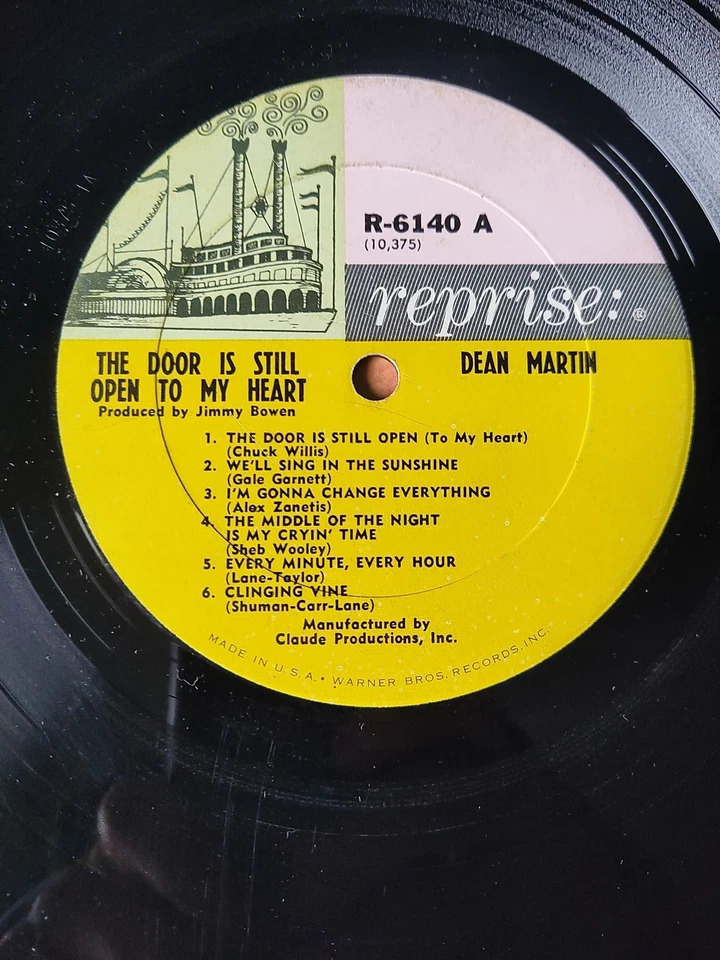 R-6140 A
(10,375)
reprise: ®
THE DOOR IS STILL
OPEN TO MY HEART
Produced by Jimmy Bowen
DEAN MARTIN
1. THE DOOR IS STILL OPEN (To My Heart)
(Chuck Willis)
2. WE'LL SING IN THE SUNSHINE
(Gale Garnett)
3. I'M GONNA CHANGE EVERYTHING
(Alex Zanetis)
4. THE MIDDLE OF THE NIGHT
IS MY CRYIN' TIME
(Sheb Wooley)
5. EVERY MINUTE, EVERY HOUR
(Lane-Taylor)
6. CLINGING VINE
(Shuman-Carr-Lane)
Manufactured by
Claude Productions, Inc.
MADE IN U.S.A. • WARNER BROS. RECORDS, INC.